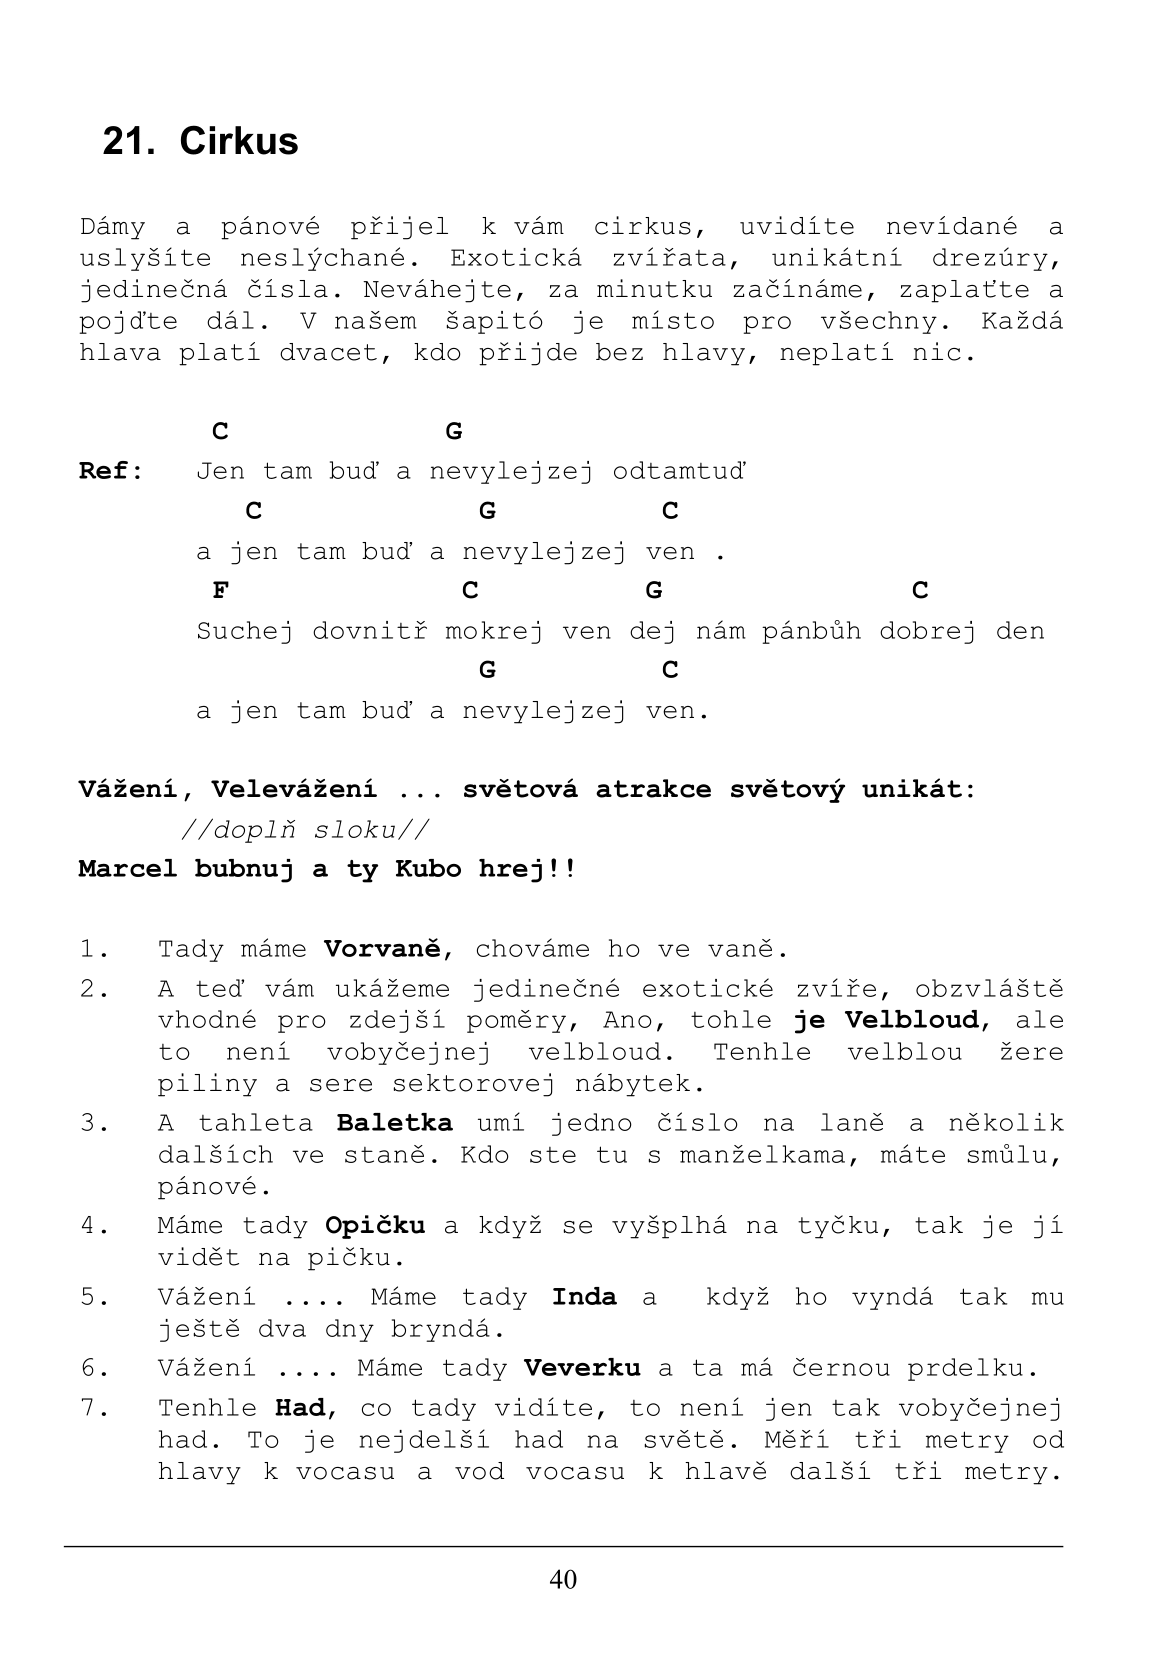 21. Cirkus
Dámy a pánové přijel k vám cirkus, uvidíte nevídané a
uslyšíte neslýchané. Exotická zvířata, unikátní drezúry,
jedinečná čísla. Neváhejte, za minutku začínáme, zaplaťte a
pojďte dál. V našem šapitó je místo pro všechny. Každá
hlava platí dvacet, kdo přijde bez hlavy, neplatí nic.
C G
Ref: Jen tam buď a nevylejzej odtamtuď
C G C
a jen tam buď a nevylejzej ven .
F C G C
Suchej dovnitř mokrej ven dej nám pánbůh dobrej den
G C
a jen tam buď a nevylejzej ven.
Vážení, Velevážení ... světová atrakce světový unikát:
//doplň sloku//
Marcel bubnuj a ty Kubo hrej!!
1. Tady máme Vorvaně, chováme ho ve vaně.
2. A teď vám ukážeme jedinečné exotické zvíře, obzvláště
vhodné pro zdejší poměry, Ano, tohle je Velbloud, ale
to není vobyčejnej velbloud. Tenhle velblou žere
piliny a sere sektorovej nábytek.
3. A tahleta Baletka umí jedno číslo na laně a několik
dalších ve staně. Kdo ste tu s manželkama, máte smůlu,
pánové.
4. Máme tady Opičku a když se vyšplhá na tyčku, tak je jí
vidět na pičku.
5. Vážení .... Máme tady Inda a když ho vyndá tak mu
ještě dva dny bryndá.
6. Vážení .... Máme tady Veverku a ta má černou prdelku.
7. Tenhle Had, co tady vidíte, to není jen tak vobyčejnej
had. To je nejdelší had na světě. Měří tři metry od
hlavy k vocasu a vod vocasu k hlavě další tři metry.
40